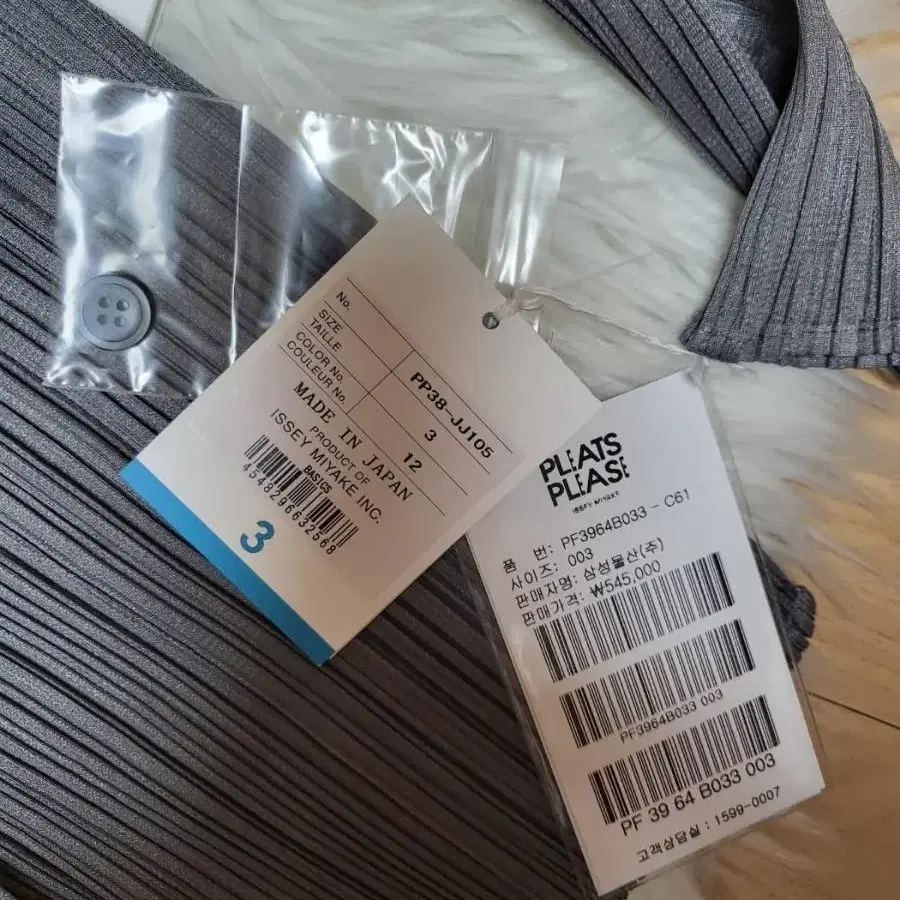 No. PP38-JJ105
SIZE
TAILLE 3
COLOR No.
COULEUR No. 12
MADE IN JAPAN
PRODUCT OF
ISSEY MIYAKE INC.
BASICS
4548296632568
3
PLEATS
PLEASE
ISSEY MIYAKE
품 번: PF3964B033 - C61
사이즈: 003
판매자명: 삼성물산(주)
판매가격: ₩545,000
PF3964B033 003
PF 39 64 B033 003
고객상담실 : 1599-0007